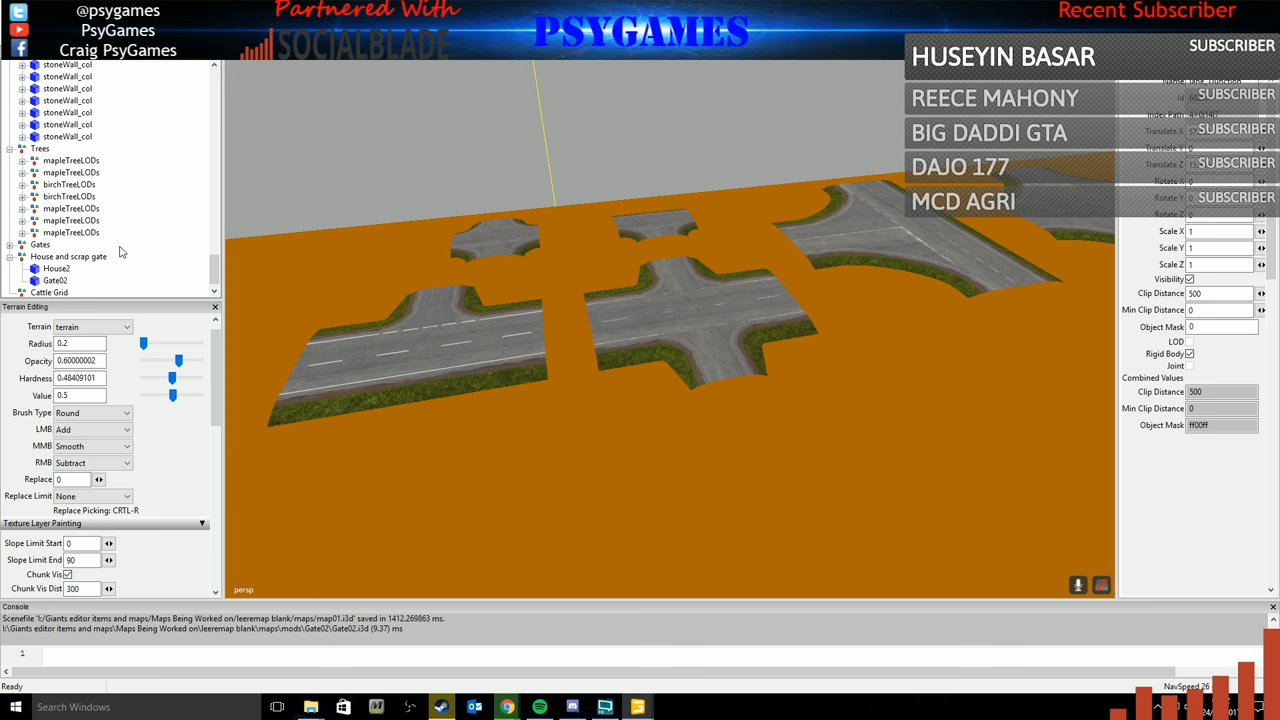 @psygames
PsyGames
Craig PsyGames
Partnered With
SOCIALBLADE
PSYGAMES
Recent Subscriber
HUSEYIN BASAR SUBSCRIBER
REECE MAHONY SUBSCRIBER
BIG DADDI GTA SUBSCRIBER
DAJO 177 SUBSCRIBER
MCD AGRI SUBSCRIBER
stoneWall_col
stoneWall_col
stoneWall_col
stoneWall_col
stoneWall_col
stoneWall_col
stoneWall_col
Trees
mapleTreeLODs
mapleTreeLODs
birchTreeLODs
birchTreeLODs
mapleTreeLODs
mapleTreeLODs
mapleTreeLODs
Gates
House and scrap gate
House2
Gate02
Cattle Grid
Terrain Editing
Terrain terrain
Radius 0.2
Opacity 0.60000002
Hardness 0.48409101
Value 0.5
Brush Type Round
LMB Add
MMB Smooth
RMB Subtract
Replace 0
Replace Limit None
Replace Picking: CRTL-R
Texture Layer Painting
Slope Limit Start 0
Slope Limit End 90
Chunk Vis
Chunk Vis Dist 300
persp
Translate X
Translate Y
Translate Z
Rotate X
Rotate Y
Rotate Z
Scale X 1
Scale Y 1
Scale Z 1
Visibility
Clip Distance 500
Min Clip Distance 0
Object Mask 0
LOD
Rigid Body
Joint
Combined Values
Clip Distance 500
Min Clip Distance 0
Object Mask ff00ff
Console
Scenefile 'I:/Giants editor items and maps/Maps Being Worked on/leeremap blank/maps/map01.i3d' saved in 1412.269863 ms.
I:\Giants editor items and maps\Maps Being Worked on\leeremap blank\maps\mods\Gate02\Gate02.i3d (9.37) ms
1
Ready
NavSpeed 26
Search Windows